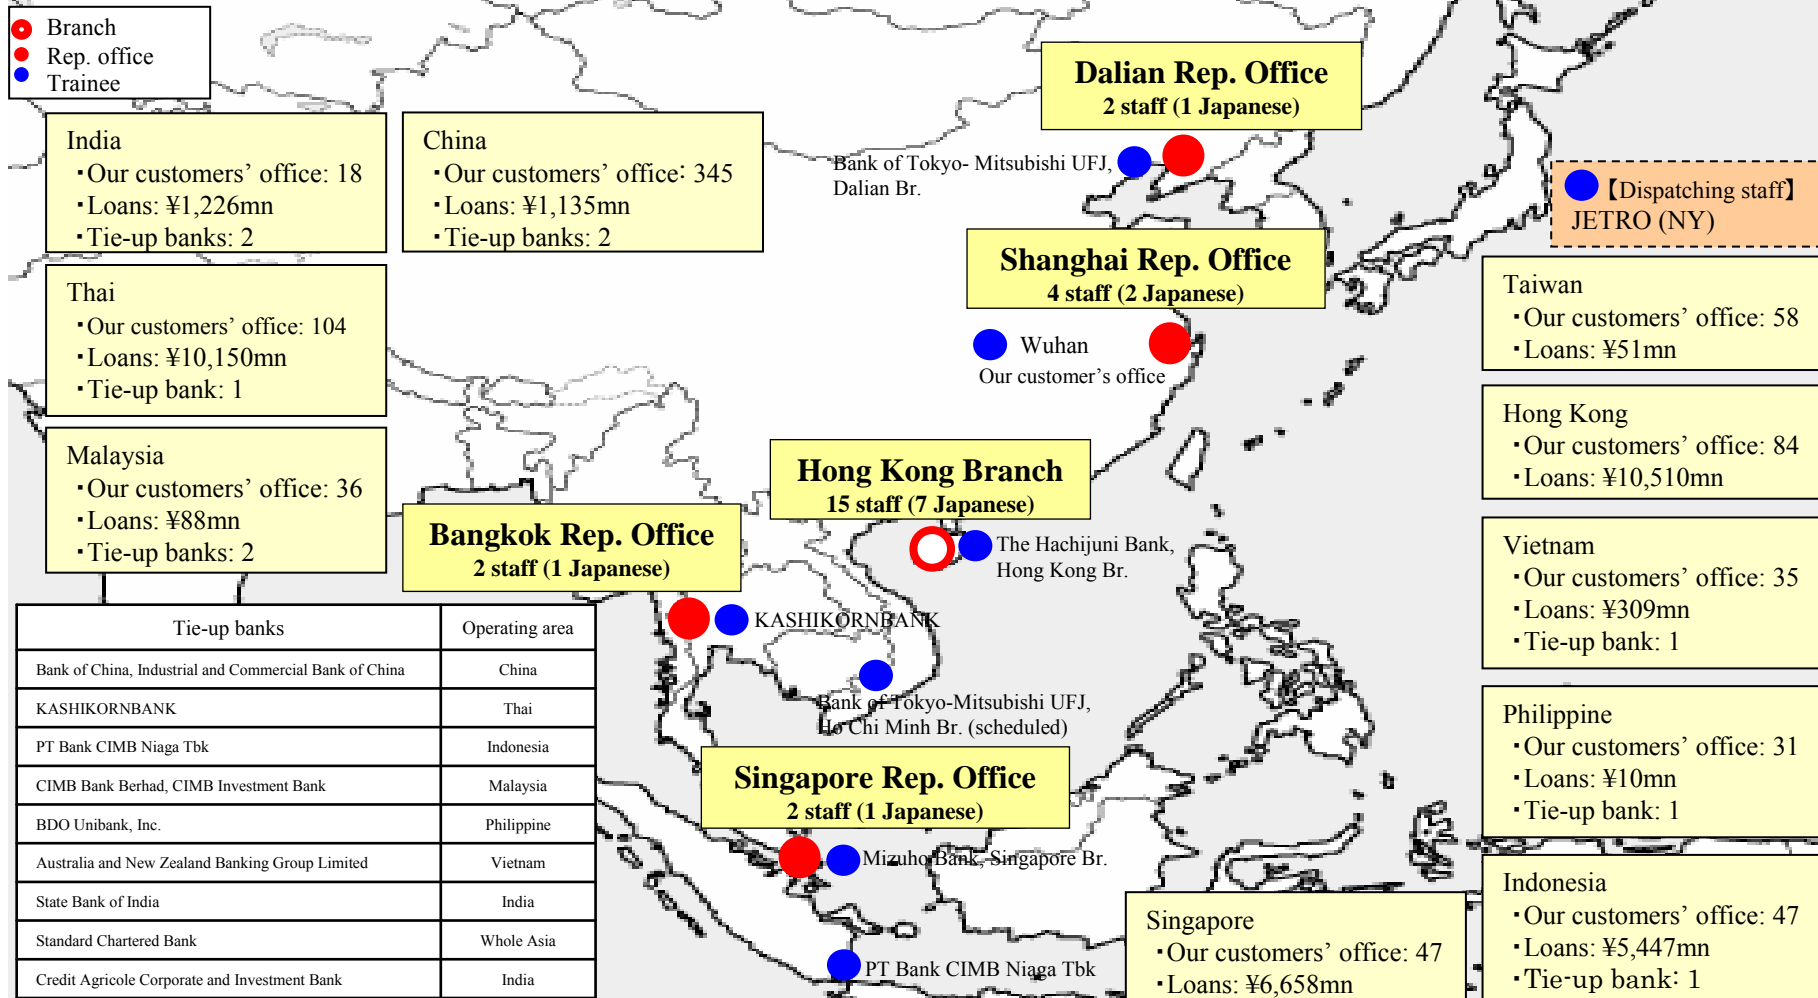 Branch
Rep. office
Trainee
Dalian Rep. Office
2 staff (1 Japanese)
India
・Our customers’ office: 18
・Loans: ¥1,226mn
・Tie-up banks: 2
China
・Our customers’ office: 345
・Loans: ¥1,135mn
・Tie-up banks: 2
Bank of Tokyo- Mitsubishi UFJ,
Dalian Br.
【Dispatching staff】
JETRO (NY)
Shanghai Rep. Office
4 staff (2 Japanese)
Thai
・Our customers’ office: 104
・Loans: ¥10,150mn
・Tie-up bank: 1
Wuhan
Our customer’s office
Taiwan
・Our customers’ office: 58
・Loans: ¥51mn
Hong Kong
・Our customers’ office: 84
・Loans: ¥10,510mn
Malaysia
・Our customers’ office: 36
・Loans: ¥88mn
・Tie-up banks: 2
Hong Kong Branch
15 staff (7 Japanese)
Bangkok Rep. Office
2 staff (1 Japanese)
The Hachijuni Bank,
Hong Kong Br.
Vietnam
・Our customers’ office: 35
・Loans: ¥309mn
・Tie-up bank: 1
KASHIKORNBANK
Bank of Tokyo-Mitsubishi UFJ,
Ho Chi Minh Br. (scheduled)
Philippine
・Our customers’ office: 31
・Loans: ¥10mn
・Tie-up bank: 1
Singapore Rep. Office
2 staff (1 Japanese)
Mizuho Bank, Singapore Br.
PT Bank CIMB Niaga Tbk
Singapore
・Our customers’ office: 47
・Loans: ¥6,658mn
Indonesia
・Our customers’ office: 47
・Loans: ¥5,447mn
・Tie-up bank: 1
Tie-up banks Operating area
Bank of China, Industrial and Commercial Bank of China China
KASHIKORNBANK Thai
PT Bank CIMB Niaga Tbk Indonesia
CIMB Bank Berhad, CIMB Investment Bank Malaysia
BDO Unibank, Inc. Philippine
Australia and New Zealand Banking Group Limited Vietnam
State Bank of India India
Standard Chartered Bank Whole Asia
Credit Agricole Corporate and Investment Bank India